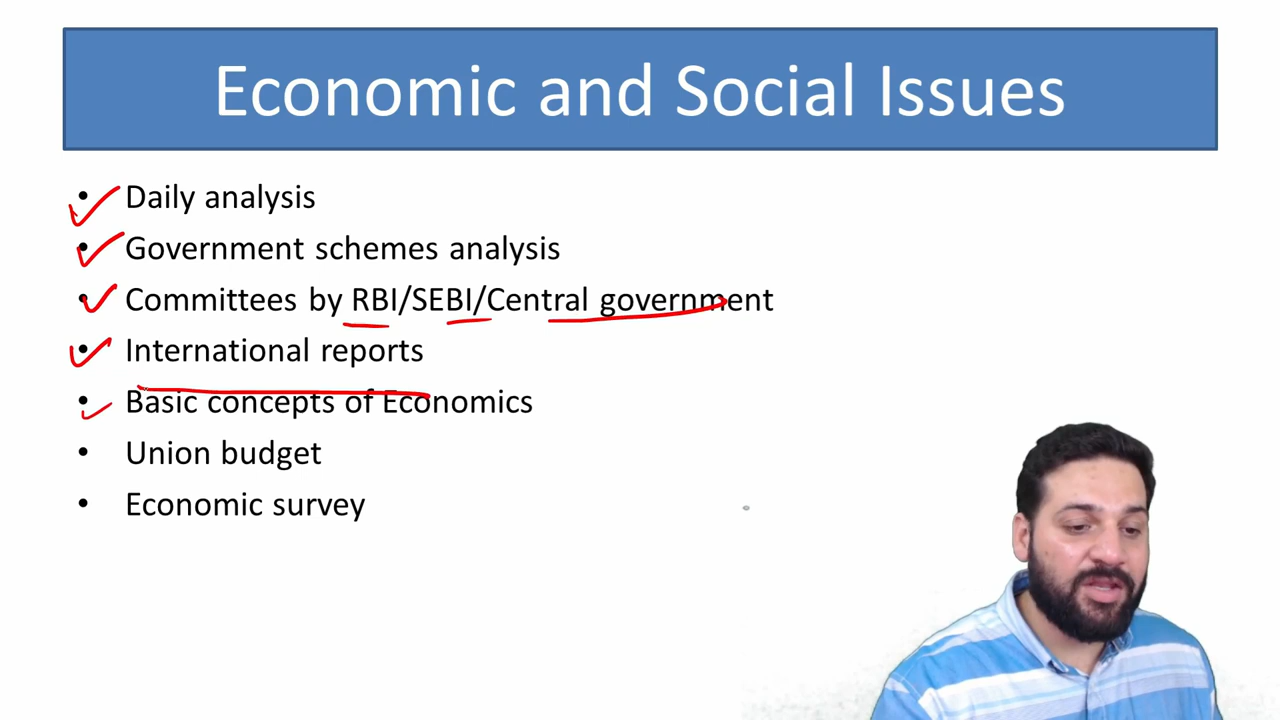 Economic and Social Issues
• Daily analysis
• Government schemes analysis
• Committees by RBI/SEBI/Central government
• International reports
• Basic concepts of Economics
• Union budget
• Economic survey